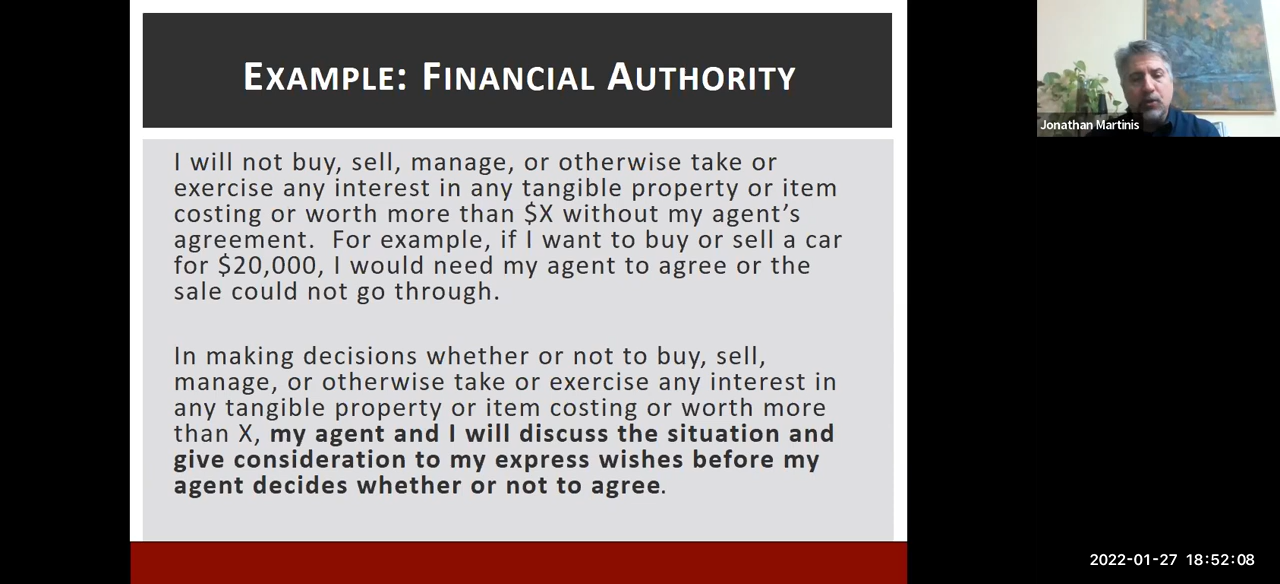 EXAMPLE: FINANCIAL AUTHORITY
I will not buy, sell, manage, or otherwise take or
exercise any interest in any tangible property or item
costing or worth more than $X without my agent’s
agreement.  For example, if I want to buy or sell a car
for $20,000, I would need my agent to agree or the
sale could not go through.
In making decisions whether or not to buy, sell,
manage, or otherwise take or exercise any interest in
any tangible property or item costing or worth more
than X, my agent and I will discuss the situation and
give consideration to my express wishes before my
agent decides whether or not to agree.
Jonathan Martinis
2022-01-27 18:52:08